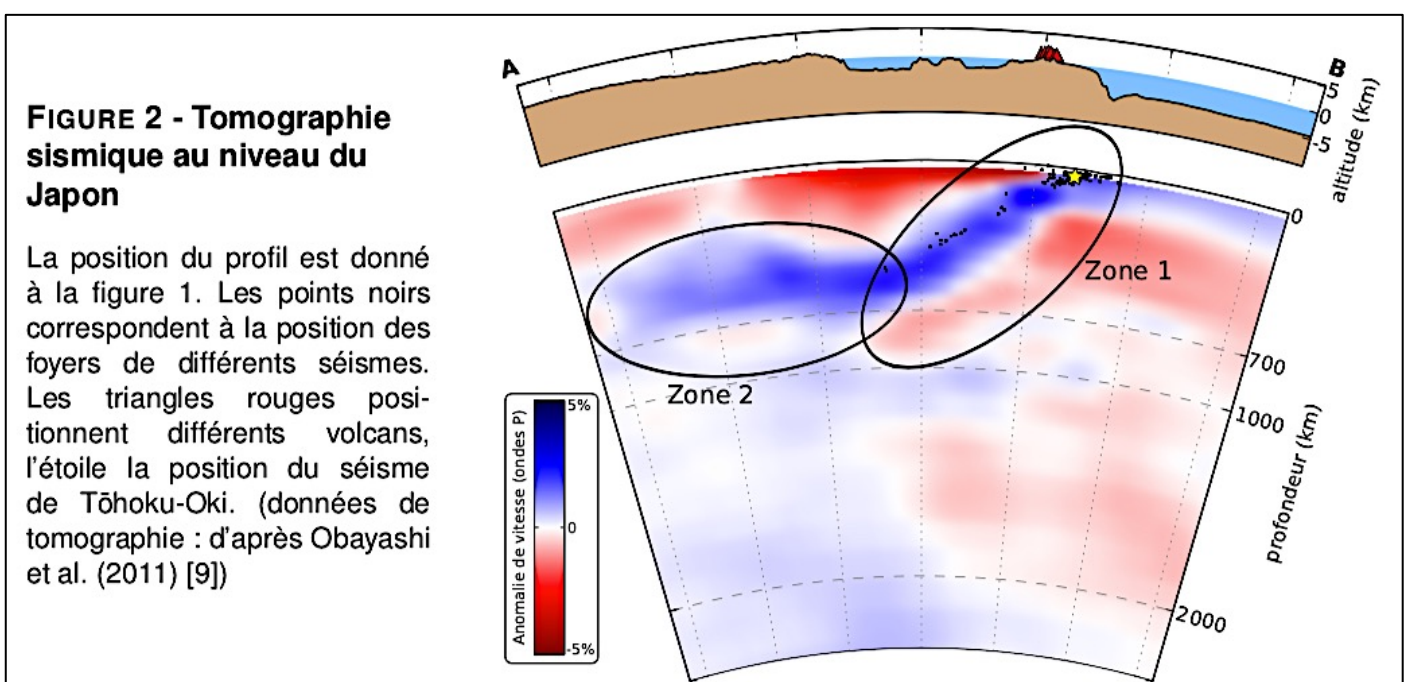 FIGURE 2 - Tomographie
sismique au niveau du
Japon
La position du profil est donné
à la figure 1. Les points noirs
correspondent à la position des
foyers de différents séismes.
Les triangles rouges posi-
tionnent différents volcans,
l'étoile la position du séisme
de Tōhoku-Oki. (données de
tomographie : d'après Obayashi
et al. (2011) [9])
A
B
5
0
-5
altitude (km)
0
Zone 1
700
Zone 2
1000
profondeur (km)
2000
5%
0
-5%
Anomalie de vitesse (ondes P)